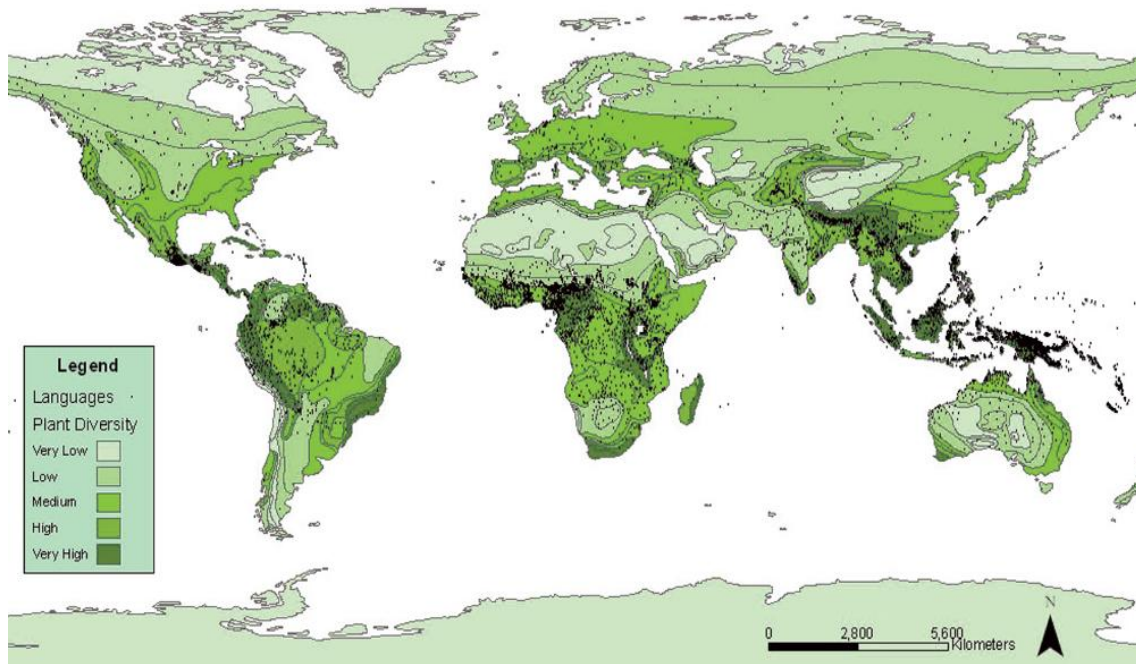 Legend
Languages
Plant Diversity
Very Low
Low
Medium
High
Very High
N
0 2,800 5,600
Kilometers